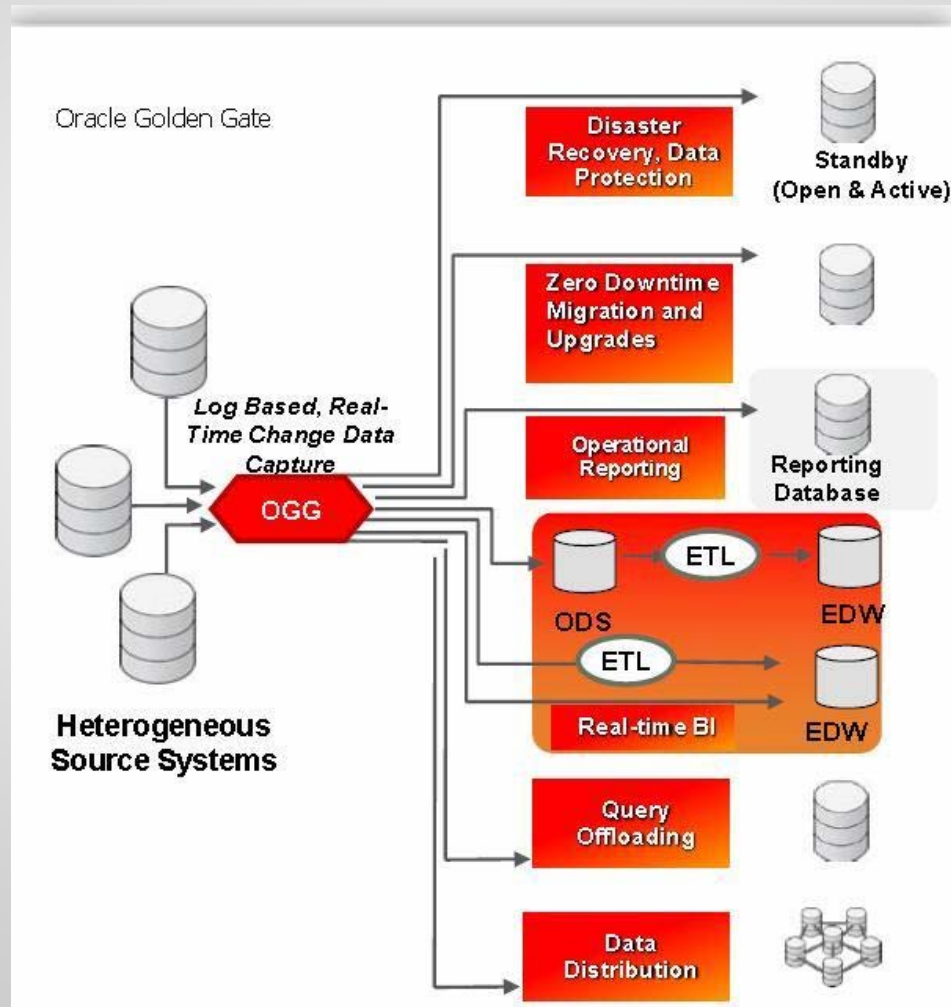 Oracle Golden Gate
Disaster
Recovery, Data
Protection
Standby
(Open & Active)
Zero Downtime
Migration and
Upgrades
Log Based, Real-
Time Change Data
Capture
OGG
Operational
Reporting
Reporting
Database
ODS
ETL
EDW
ETL
Real-time BI
EDW
Heterogeneous
Source Systems
Query
Offloading
Data
Distribution